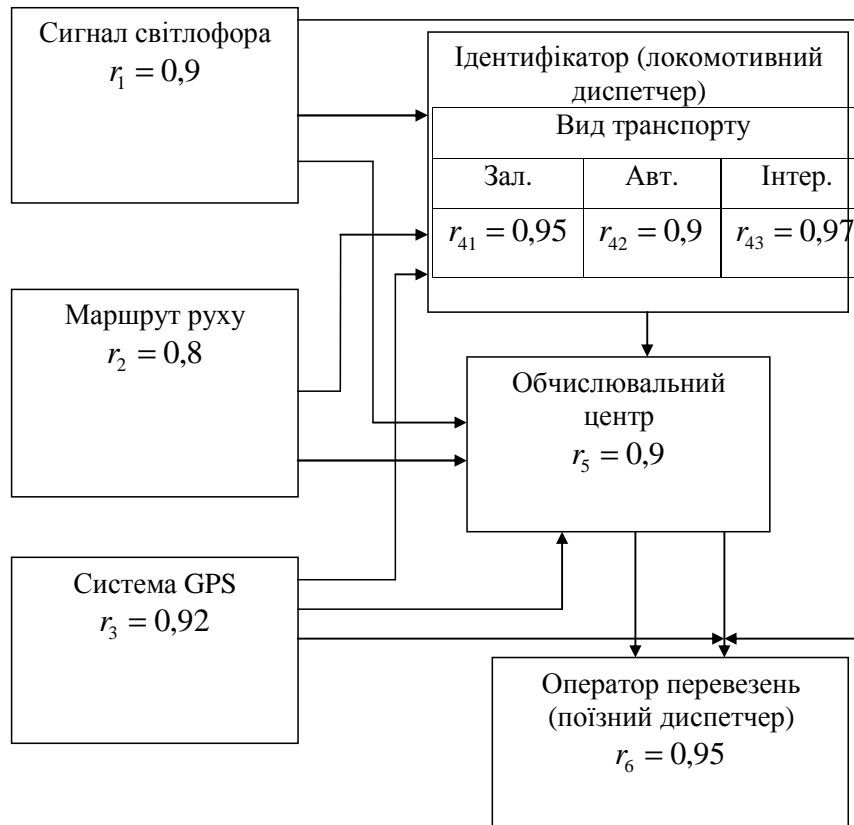 Сигнал світлофора
r₁ = 0,9
Ідентифікатор (локомотивний
диспетчер)
Вид транспорту
Зал. Авт. Інтер.
r₄₁ = 0,95 r₄₂ = 0,9 r₄₃ = 0,97
Маршрут руху
r₂ = 0,8
Обчислювальний
центр
r₅ = 0,9
Система GPS
r₃ = 0,92
Оператор перевезень
(поїзний диспетчер)
r₆ = 0,95